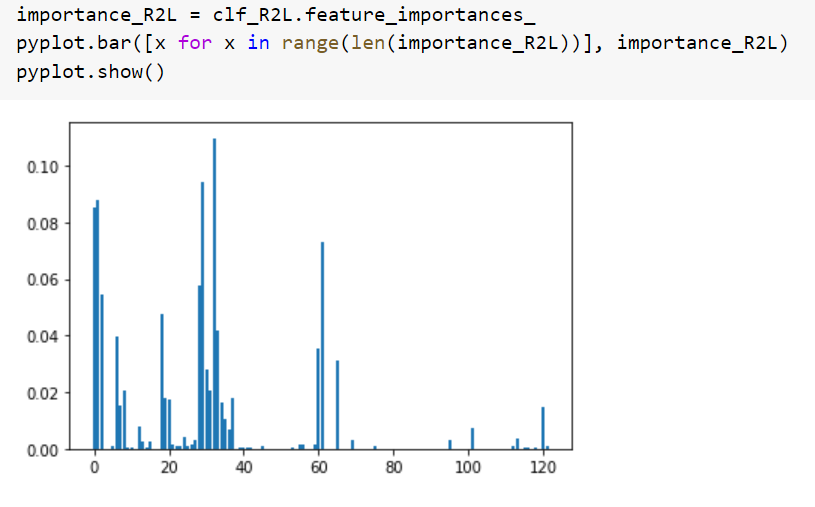 importance_R2L = clf_R2L.feature_importances_
pyplot.bar([x for x in range(len(importance_R2L))], importance_R2L)
pyplot.show()
0.10
0.08
0.06
0.04
0.02
0.00
0 20 40 60 80 100 120